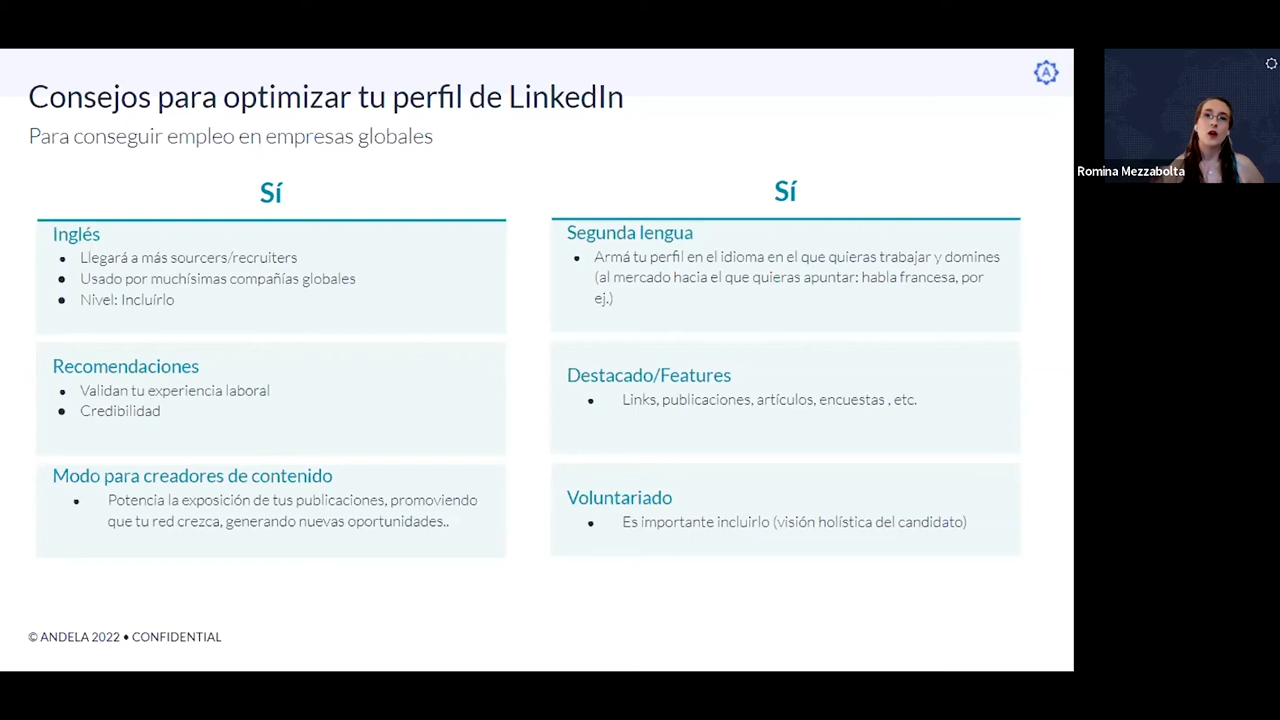 Consejos para optimizar tu perfil de LinkedIn
Para conseguir empleo en empresas globales
Sí
Inglés
● Llegará a más sourcers/recruiters
● Usado por muchísimas compañías globales
● Nivel: Incluírlo
Recomendaciones
● Validan tu experiencia laboral
● Credibilidad
Modo para creadores de contenido
● Potencia la exposición de tus publicaciones, promoviendo
que tu red crezca, generando nuevas oportunidades..
Sí
Segunda lengua
● Armá tu perfil en el idioma en el que quieras trabajar y domines
(al mercado hacia el que quieras apuntar: habla francesa, por
ej.)
Destacado/Features
● Links, publicaciones, artículos, encuestas , etc.
Voluntariado
● Es importante incluirlo (visión holística del candidato)
© ANDELA 2022 ● CONFIDENTIAL
A
Romina Mezzabolta